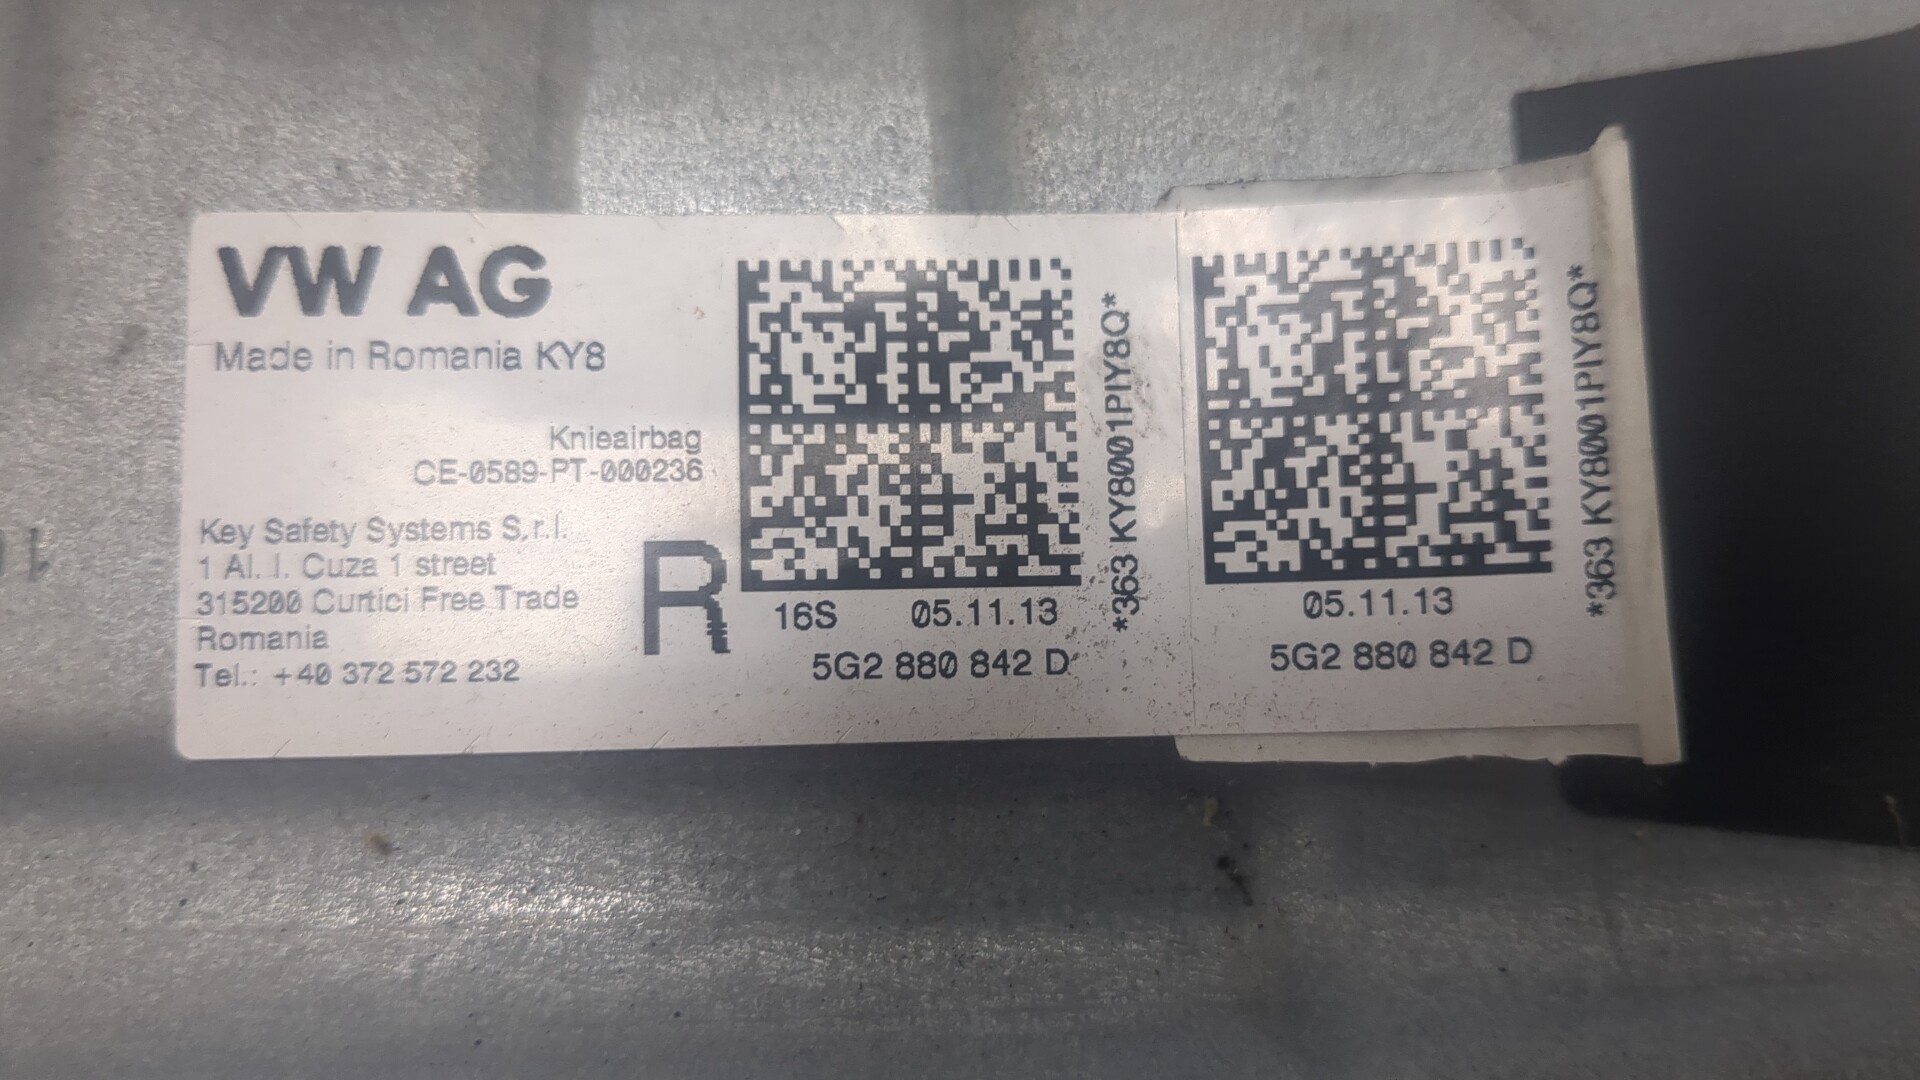 VW AG
Made in Romania KY8
Knieairbag
CE-0589-PT-000236
Key Safety Systems S.r.l.
1 Al. I. Cuza 1 street
315200 Curtici Free Trade
Romania
Tel.: +40 372 572 232
R
16S 05.11.13
5G2 880 842 D
*363 KY8001PIY8Q*
05.11.13
5G2 880 842 D
*363 KY8001PIY8Q*